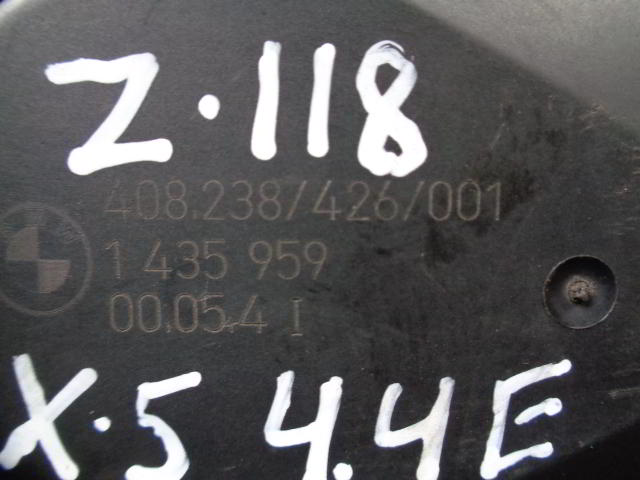 Z.118
408.238/426/001
1 435 959
00.05.4 I
X.5 4.4E